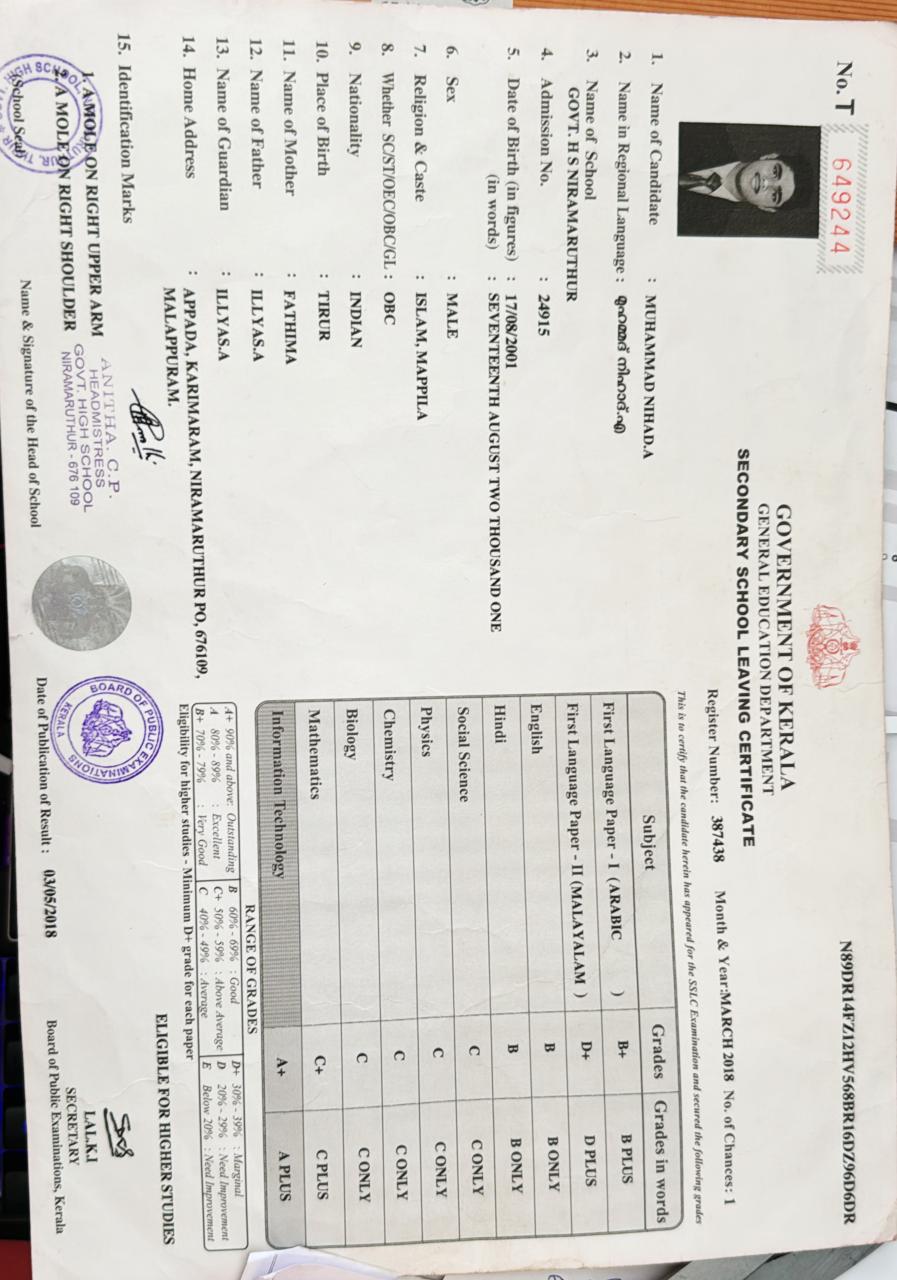 No. T 649244
N89DR14FZ12HV568BR16DZ96D6DR
GOVERNMENT OF KERALA
GENERAL EDUCATION DEPARTMENT
SECONDARY SCHOOL LEAVING CERTIFICATE
Register Number: 387438 Month & Year:MARCH 2018 No. of Chances: 1
This is to certify that the candidate herein has appeared for the SSLC Examination and secured the following grades
1. Name of Candidate : MUHAMMAD NIHAD.A
2. Name in Regional Language : മുഹമ്മദ് നിഹാദ്.എ
3. Name of School
GOVT. H S NIRAMARUTHUR
4. Admission No. : 24915
5. Date of Birth (in figures) : 17/08/2001
(in words) : SEVENTEENTH AUGUST TWO THOUSAND ONE
6. Sex : MALE
7. Religion & Caste : ISLAM, MAPPILA
8. Whether SC/ST/OEC/OBC/GL : OBC
9. Nationality : INDIAN
10. Place of Birth : TIRUR
11. Name of Mother : FATHIMA
12. Name of Father : ILLYAS.A
13. Name of Guardian : ILLYAS.A
14. Home Address : APPADA, KARIMARAM, NIRAMARUTHUR PO, 676109,
MALAPPURAM.
15. Identification Marks
1. A MOLE ON RIGHT UPPER ARM
2. A MOLE ON RIGHT SHOULDER
(School Seal)
ANITHA. C.P.
HEADMISTRESS
GOVT. HIGH SCHOOL
NIRAMARUTHUR - 676 109
Name & Signature of the Head of School
Subject Grades Grades in words
First Language Paper - I (ARABIC ) B+ B PLUS
First Language Paper - II (MALAYALAM ) D+ D PLUS
English B B ONLY
Hindi B B ONLY
Social Science C C ONLY
Physics C C ONLY
Chemistry C C ONLY
Biology C C ONLY
Mathematics C+ C PLUS
Information Technology A+ A PLUS
RANGE OF GRADES
A+ 90% and above: Outstanding B 60% - 69% : Good D+ 30% - 39% : Marginal
A 80% - 89% : Excellent C+ 50% - 59% : Above Average D 20% - 29% : Need Improvement
B+ 70% - 79% : Very Good C 40% - 49% : Average E Below 20% : Need Improvement
Eligibility for higher studies - Minimum D+ grade for each paper
ELIGIBLE FOR HIGHER STUDIES
BOARD OF PUBLIC EXAMINATIONS
KERALA
Date of Publication of Result : 03/05/2018
LAL.K.I
SECRETARY
Board of Public Examinations, Kerala